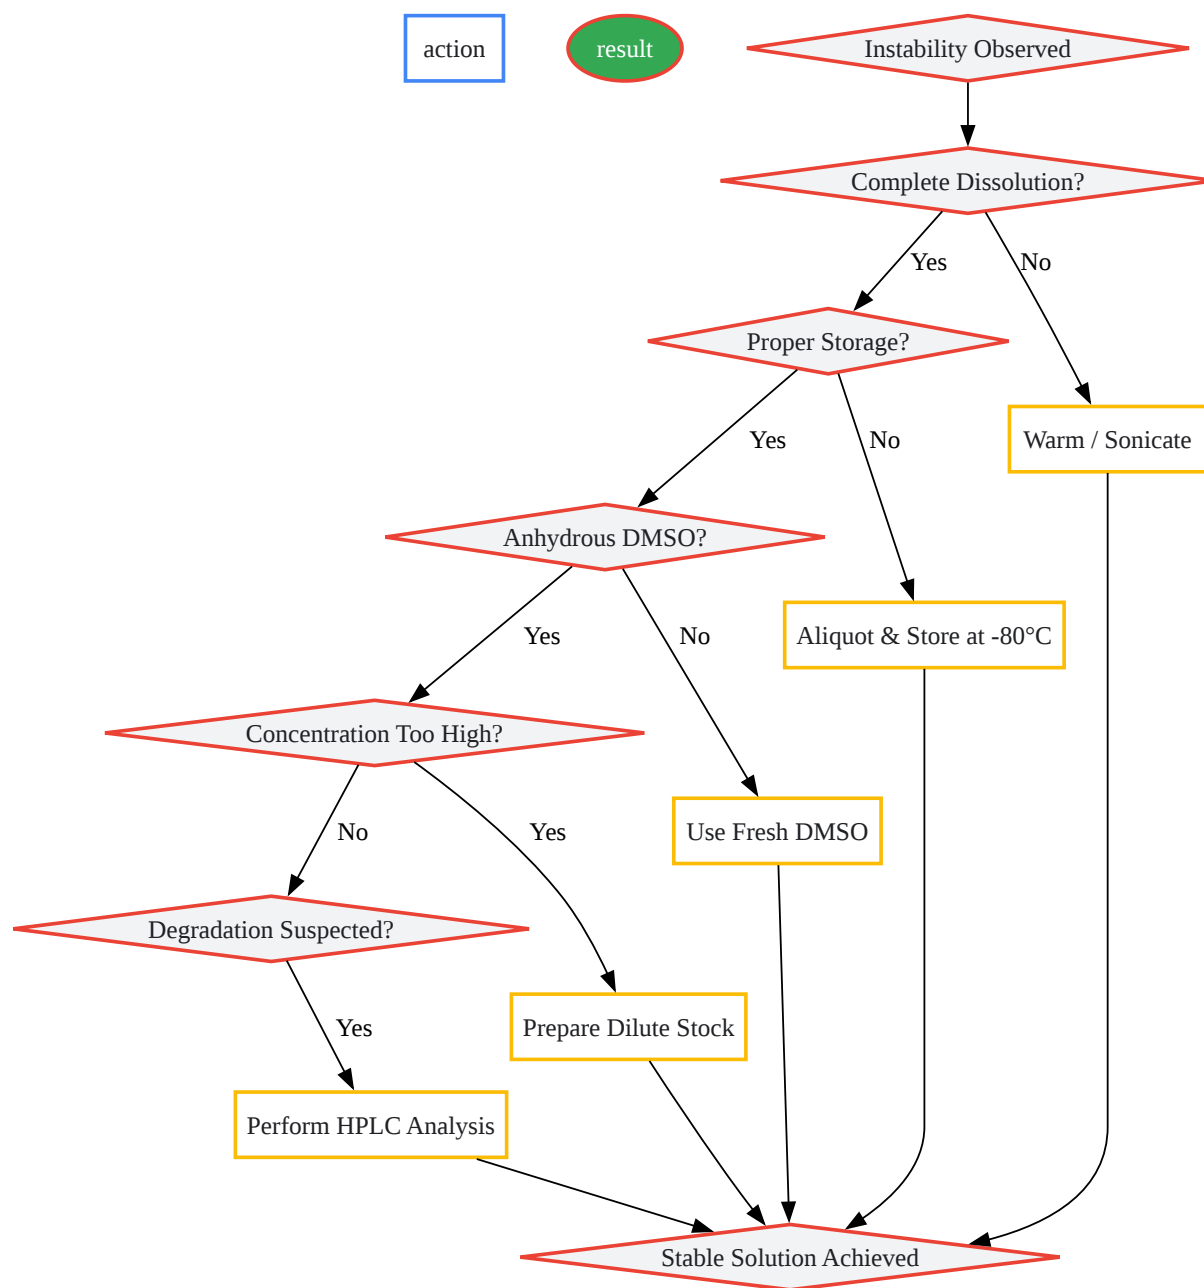 action
result
Instability Observed
Complete Dissolution?
Yes
No
Proper Storage?
Yes
No
Warm / Sonicate
Anhydrous DMSO?
Yes
No
Aliquot & Store at -80°C
Concentration Too High?
No
Yes
Use Fresh DMSO
Degradation Suspected?
Yes
Prepare Dilute Stock
Perform HPLC Analysis
Stable Solution Achieved